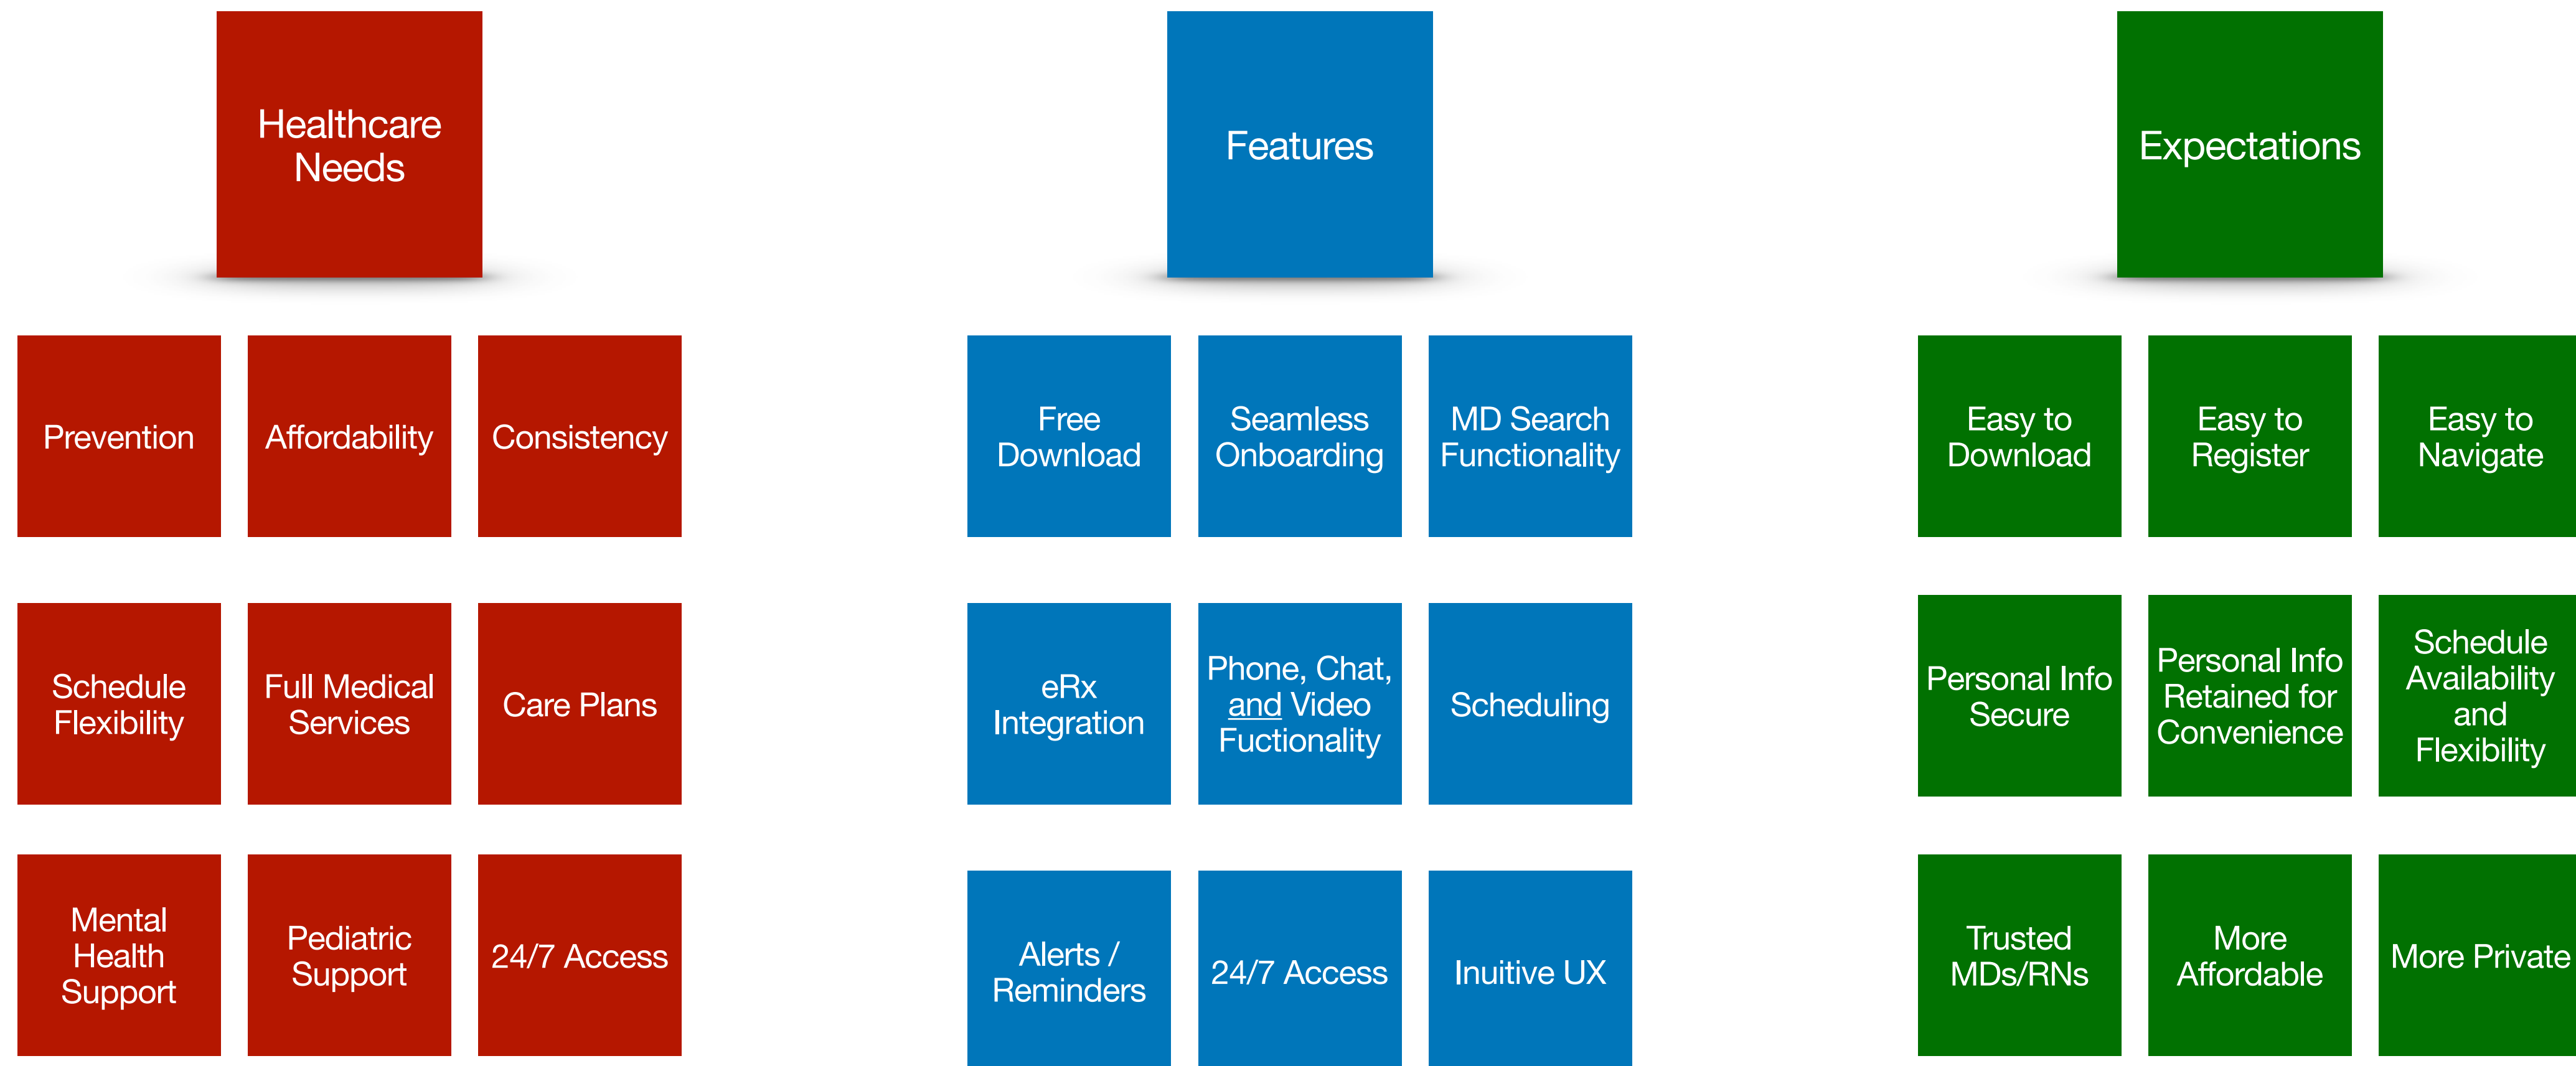 Healthcare
Needs
Prevention
Affordability
Consistency
Schedule
Flexibility
Full Medical
Services
Care Plans
Mental
Health
Support
Pediatric
Support
24/7 Access
Features
Free
Download
Seamless
Onboarding
MD Search
Functionality
eRx
Integration
Phone, Chat,
and Video
Fuctionality
Scheduling
Alerts /
Reminders
24/7 Access
Inuitive UX
Expectations
Easy to
Download
Easy to
Register
Easy to
Navigate
Personal Info
Secure
Personal Info
Retained for
Convenience
Schedule
Availability
and
Flexibility
Trusted
MDs/RNs
More
Affordable
More Private